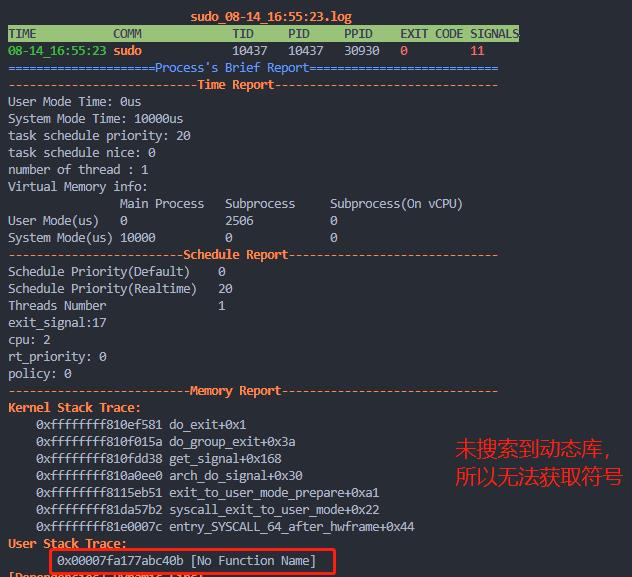 sudo_08-14_16:55:23.log
TIME COMM TID PID PPID EXIT CODE SIGNALS
08-14_16:55:23 sudo 10437 10437 30930 0 11
=====================Process's Brief Report===========================
---------------------------Time Report--------------------------------
User Mode Time: 0us
System Mode Time: 10000us
task schedule priority: 20
task schedule nice: 0
number of thread : 1
Virtual Memory info:
Main Process Subprocess Subprocess(On vCPU)
User Mode(us) 0 2506 0
System Mode(us) 10000 0 0
-------------------------Schedule Report------------------------------
Schedule Priority(Default) 0
Schedule Priority(Realtime) 20
Threads Number 1
exit_signal:17
cpu: 2
rt_priority: 0
policy: 0
--------------------------Memory Report-------------------------------
Kernel Stack Trace:
0xffffffff810ef581 do_exit+0x1
0xffffffff810f015a do_group_exit+0x3a
0xffffffff810fdd38 get_signal+0x168
0xffffffff810a0ee0 arch_do_signal+0x30
0xffffffff8115eb51 exit_to_user_mode_prepare+0xa1
0xffffffff81da57b2 syscall_exit_to_user_mode+0x22
0xffffffff81e0007c entry_SYSCALL_64_after_hwframe+0x44
未搜索到动态库，
所以无法获取符号
User Stack Trace:
0x00007fa177abc40b [No Function Name]